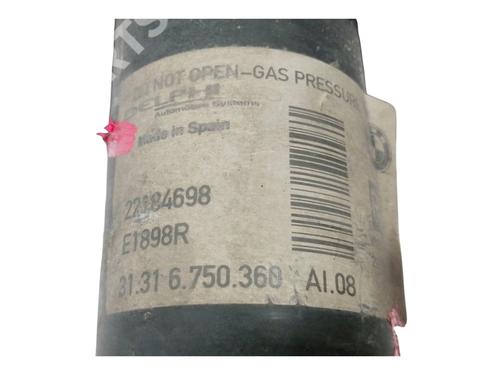 NOT OPEN-GAS PRESSURE
DELPHI
Automotive Systems
Made in Spain
22184698
E1898R
31.31 6.750.360 AI.08